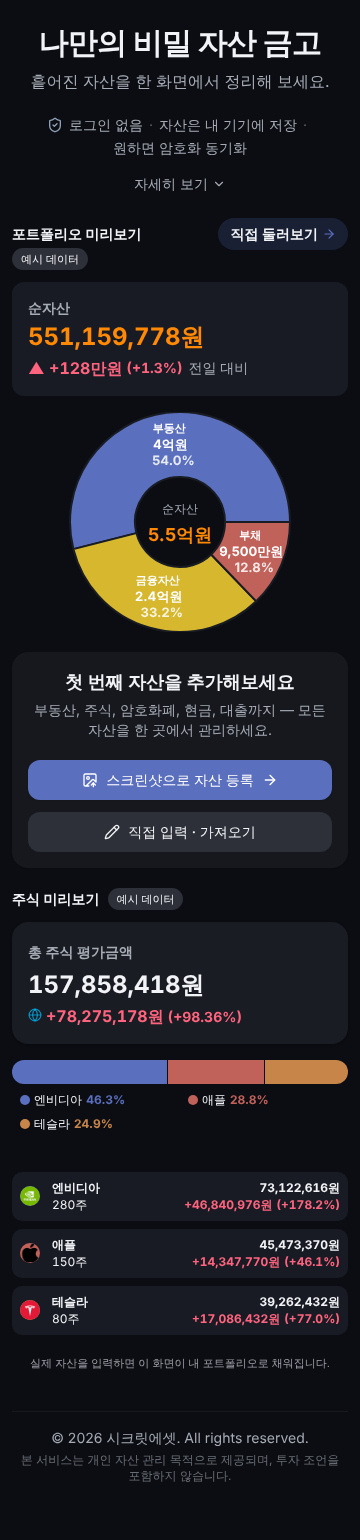 나만의 비밀 자산 금고
흩어진 자산을 한 화면에서 정리해 보세요.
로그인 없음 · 자산은 내 기기에 저장 ·
원하면 암호화 동기화
자세히 보기
포트폴리오 미리보기
직접 둘러보기
예시 데이터
순자산
551,159,778원
▲ +128만원 (+1.3%) 전일 대비
부동산
4억원
54.0%
순자산
5.5억원
부채
9,500만원
12.8%
금융자산
2.4억원
33.2%
첫 번째 자산을 추가해보세요
부동산, 주식, 암호화폐, 현금, 대출까지 — 모든
자산을 한 곳에서 관리하세요.
스크린샷으로 자산 등록
직접 입력 · 가져오기
주식 미리보기 예시 데이터
총 주식 평가금액
157,858,418원
+78,275,178원 (+98.36%)
엔비디아 46.3% 애플 28.8%
테슬라 24.9%
엔비디아 73,122,616원
280주 +46,840,976원 (+178.2%)
애플 45,473,370원
150주 +14,347,770원 (+46.1%)
테슬라 39,262,432원
80주 +17,086,432원 (+77.0%)
실제 자산을 입력하면 이 화면이 내 포트폴리오로 채워집니다.
© 2026 시크릿에셋. All rights reserved.
본 서비스는 개인 자산 관리 목적으로 제공되며, 투자 조언을
포함하지 않습니다.